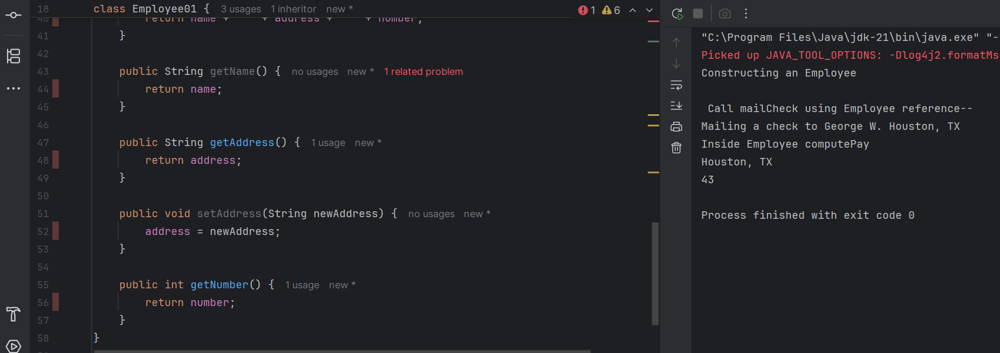 18 class Employee01 { 3 usages 1 inheritor new *
1 6
40 return name + + address + + number;
41 }
42
43 public String getName() { no usages new * 1 related problem
44 return name;
45 }
46
47 public String getAddress() { 1 usage new *
48 return address;
49 }
50
51 public void setAddress(String newAddress) { no usages new *
52 address = newAddress;
53 }
54
55 public int getNumber() { 1 usage new *
56 return number;
57 }
58 }
"C:\Program Files\Java\jdk-21\bin\java.exe" "-
Picked up JAVA_TOOL_OPTIONS: -Dlog4j2.formatMs
Constructing an Employee
Call mailCheck using Employee reference--
Mailing a check to George W. Houston, TX
Inside Employee computePay
Houston, TX
43
Process finished with exit code 0